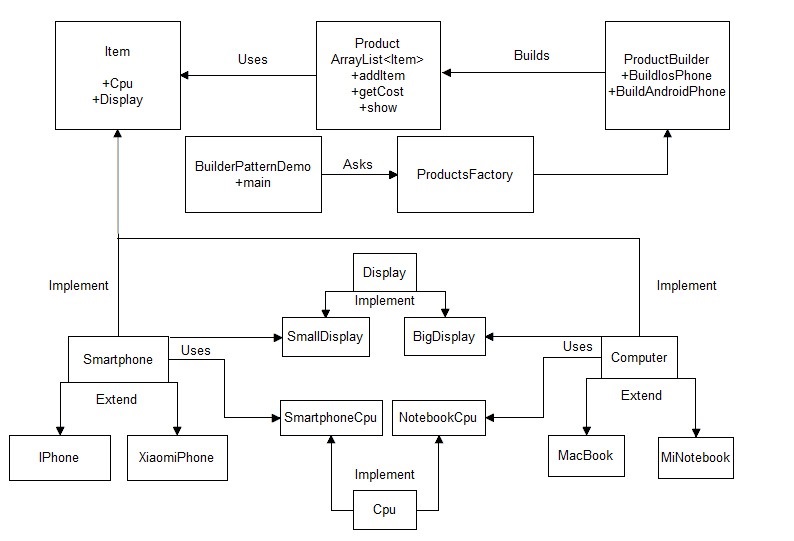 Item
+Cpu
+Display
Uses
Product
ArrayList<Item>
+addItem
+getCost
+show
Builds
ProductBuilder
+BuildIosPhone
+BuildAndroidPhone
BuilderPatternDemo
+main
Asks
ProductsFactory
Implement
Display
Implement
Implement
SmallDisplay
BigDisplay
Smartphone
Uses
Uses
Computer
Extend
SmartphoneCpu
NotebookCpu
Extend
IPhone
XiaomiPhone
MacBook
MiNotebook
Implement
Cpu